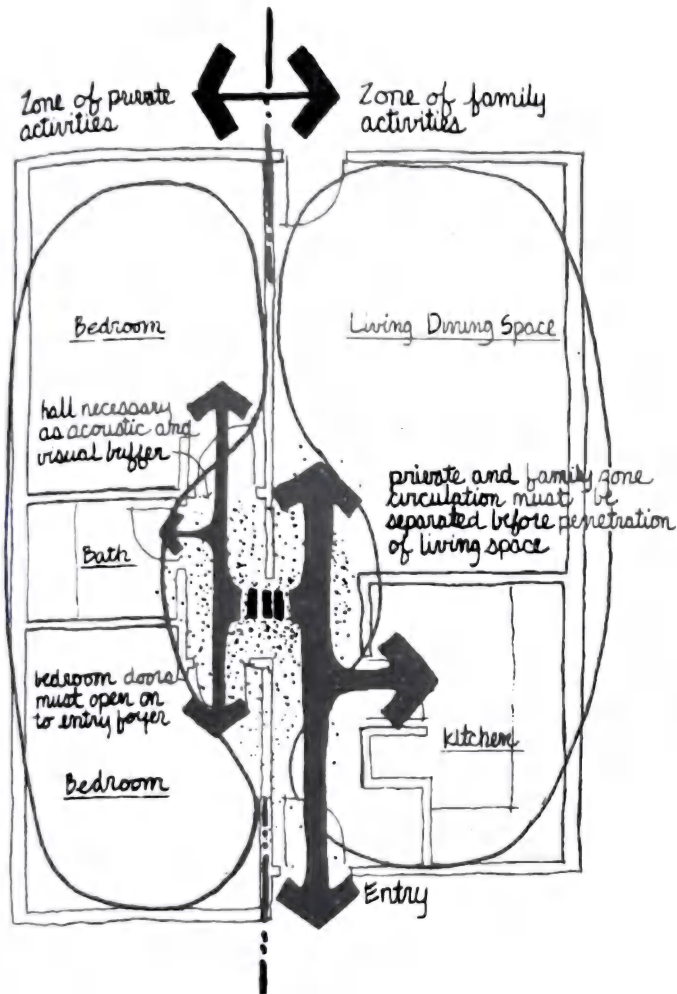 Zone of private
activities
Zone of family
activities
Bedroom
Living Dining Space
hall necessary
as acoustic and
visual buffer
private and family zone
circulation must be
separated before penetration
of living space
Bath
bedroom doors
must open on
to entry foyer
Bedroom
Kitchen
Entry